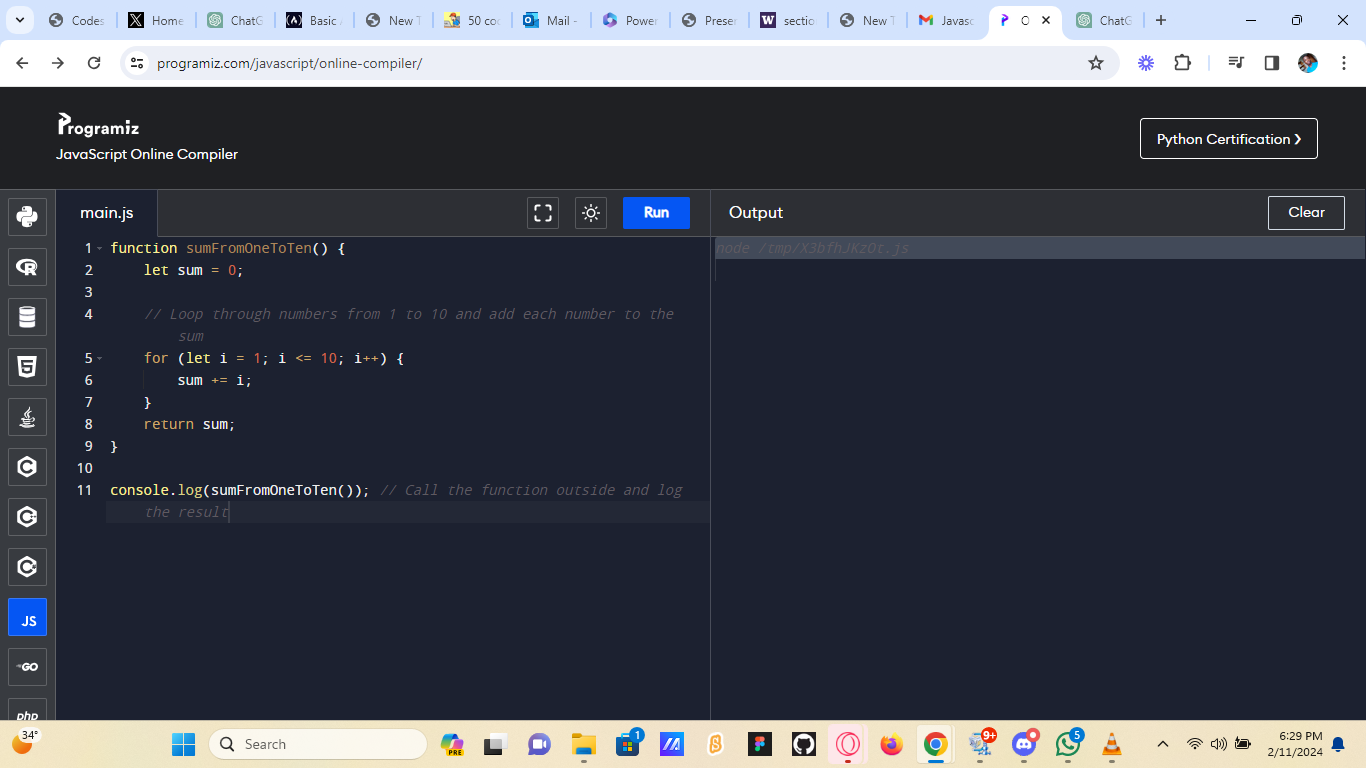 Codes
Home
ChatG
Basic
New T
50 co
Mail -
Power
Preser
sectio
New T
Javasc
ChatG
programiz.com/javascript/online-compiler/
Programiz
JavaScript Online Compiler
Python Certification ❯
main.js
Run
Output
Clear
1 function sumFromOneToTen() {
2 let sum = 0;
3
4 // Loop through numbers from 1 to 10 and add each number to the
sum
5 for (let i = 1; i <= 10; i++) {
6 sum += i;
7 }
8 return sum;
9 }
10
11 console.log(sumFromOneToTen()); // Call the function outside and log
the result
node /tmp/X3bfhJKzOt.js
JS
GO
php
34°
Search
PRE
1
9+
5
6:29 PM
2/11/2024